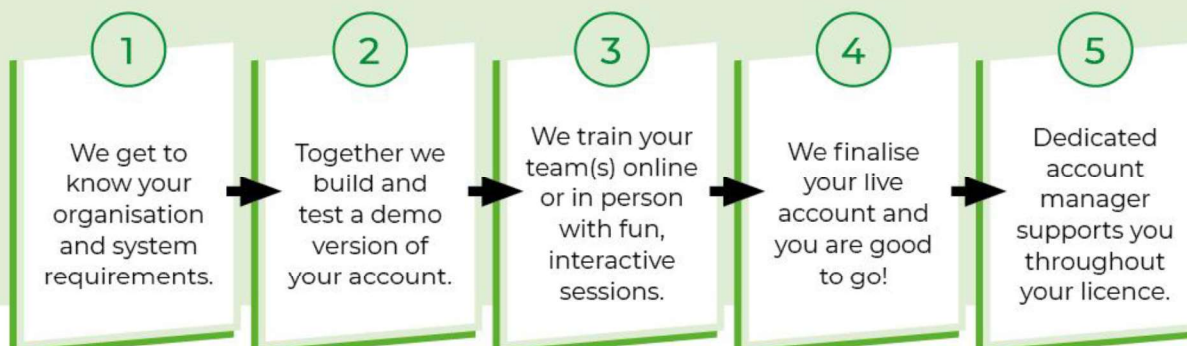 1
We get to
know your
organisation
and system
requirements.
2
Together we
build and
test a demo
version of
your account.
3
We train your
team(s) online
or in person
with fun,
interactive
sessions.
4
We finalise
your live
account and
you are good
to go!
5
Dedicated
account
manager
supports you
throughout
your licence.